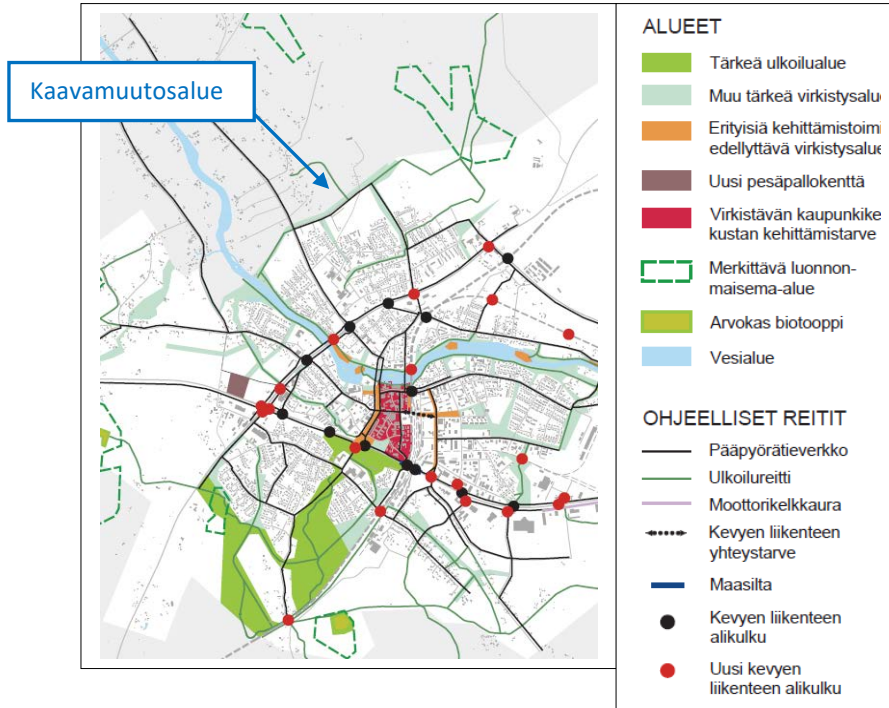 Kaavamuutosalue
ALUEET
Tärkeä ulkoilualue
Muu tärkeä virkistysalue
Erityisiä kehittämistoimi
edellyttävä virkistysalue
Uusi pesäpallokenttä
Virkistävän kaupunkike
kustan kehittämistarve
Merkittävä luonnon-
maisema-alue
Arvokas biotooppi
Vesialue
OHJEELLISET REITIT
Pääpyörätieverkko
Ulkoilureitti
Moottorikelkkaura
Kevyen liikenteen
yhteystarve
Maasilta
Kevyen liikenteen
alikulku
Uusi kevyen
liikenteen alikulku